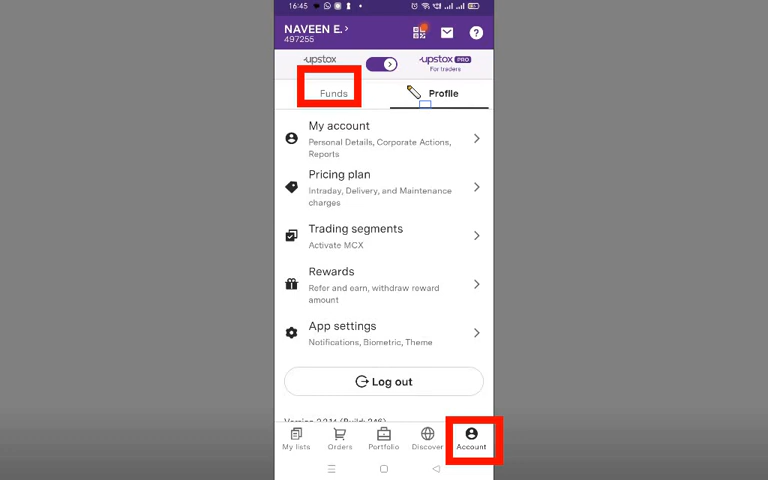 16:45
NAVEEN E. ›
497255
upstox
upstox PRO
For traders
Funds
Profile
My account
Personal Details, Corporate Actions,
Reports
Pricing plan
Intraday, Delivery, and Maintenance
charges
Trading segments
Activate MCX
Rewards
Refer and earn, withdraw reward
amount
App settings
Notifications, Biometric, Theme
Log out
My lists
Orders
Portfolio
Discover
Account